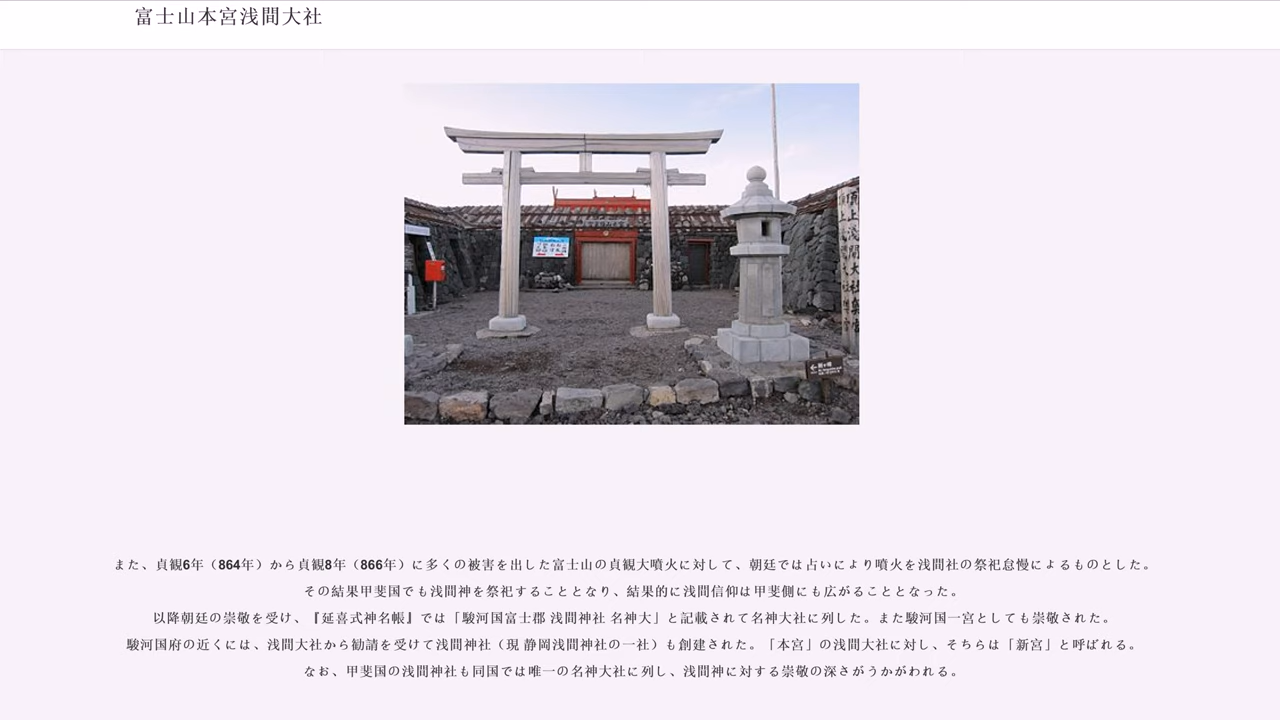 富士山本宮浅間大社
頂上浅間大社
また、貞観6年（864年）から貞観8年（866年）に多くの被害を出した富士山の貞観大噴火に対して、朝廷では占いにより噴火を浅間社の祭祀怠慢によるものとした。
その結果甲斐国でも浅間神を祭祀することとなり、結果的に浅間信仰は甲斐側にも広がることとなった。
以降朝廷の崇敬を受け、『延喜式神名帳』では「駿河国富士郡 浅間神社 名神大」と記載されて名神大社に列した。また駿河国一宮としても崇敬された。
駿河国府の近くには、浅間大社から勧請を受けて浅間神社（現 静岡浅間神社の一社）も創建された。「本宮」の浅間大社に対し、そちらは「新宮」と呼ばれる。
なお、甲斐国の浅間神社も同国では唯一の名神大社に列し、浅間神に対する崇敬の深さがうかがわれる。